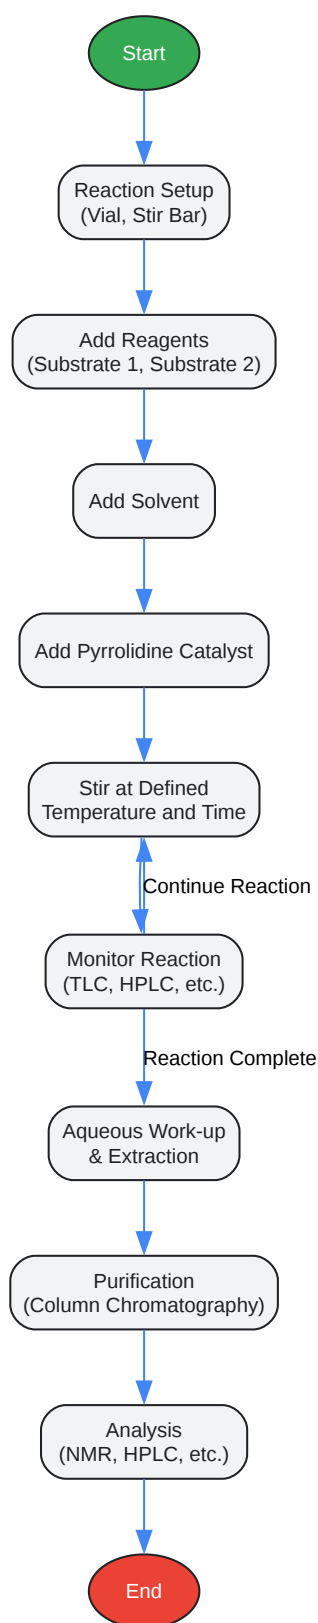 Start
Reaction Setup
(Vial, Stir Bar)
Add Reagents
(Substrate 1, Substrate 2)
Add Solvent
Add Pyrrolidine Catalyst
Stir at Defined
Temperature and Time
Continue Reaction
Monitor Reaction
(TLC, HPLC, etc.)
Reaction Complete
Aqueous Work-up
& Extraction
Purification
(Column Chromatography)
Analysis
(NMR, HPLC, etc.)
End